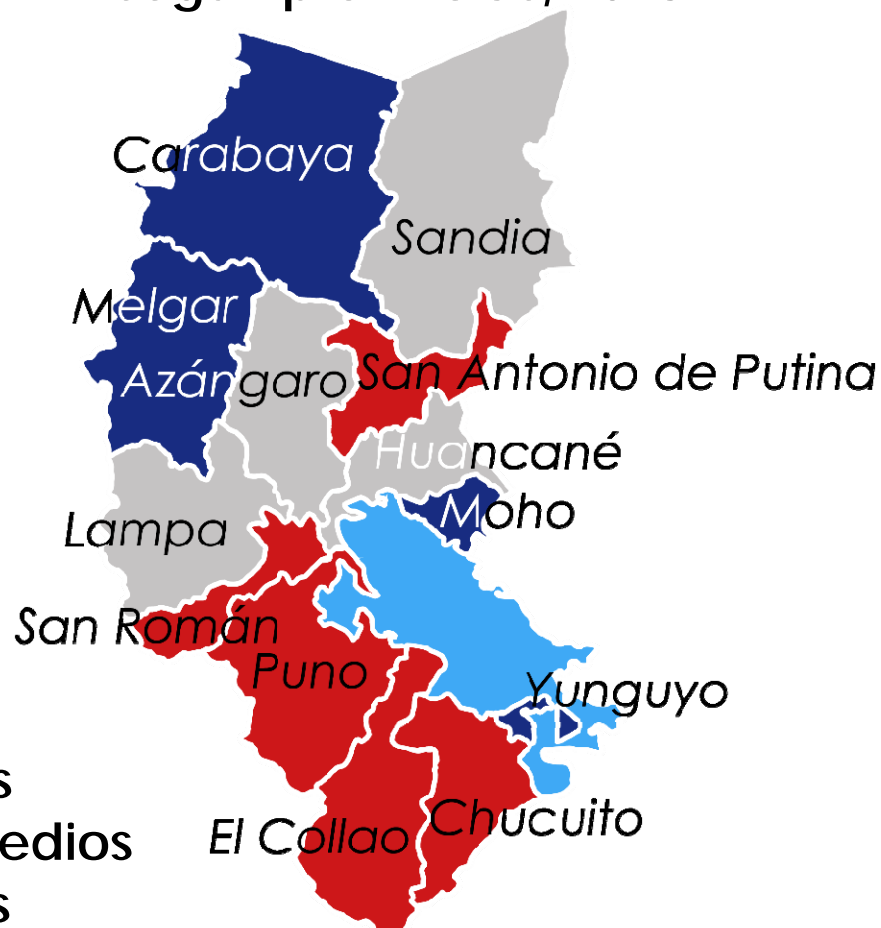 Carabaya
Sandia
Melgar
Azángaro
San Antonio de Putina
Huancané
Moho
Lampa
San Román
Puno
Yunguyo
Chucuito
El Collao